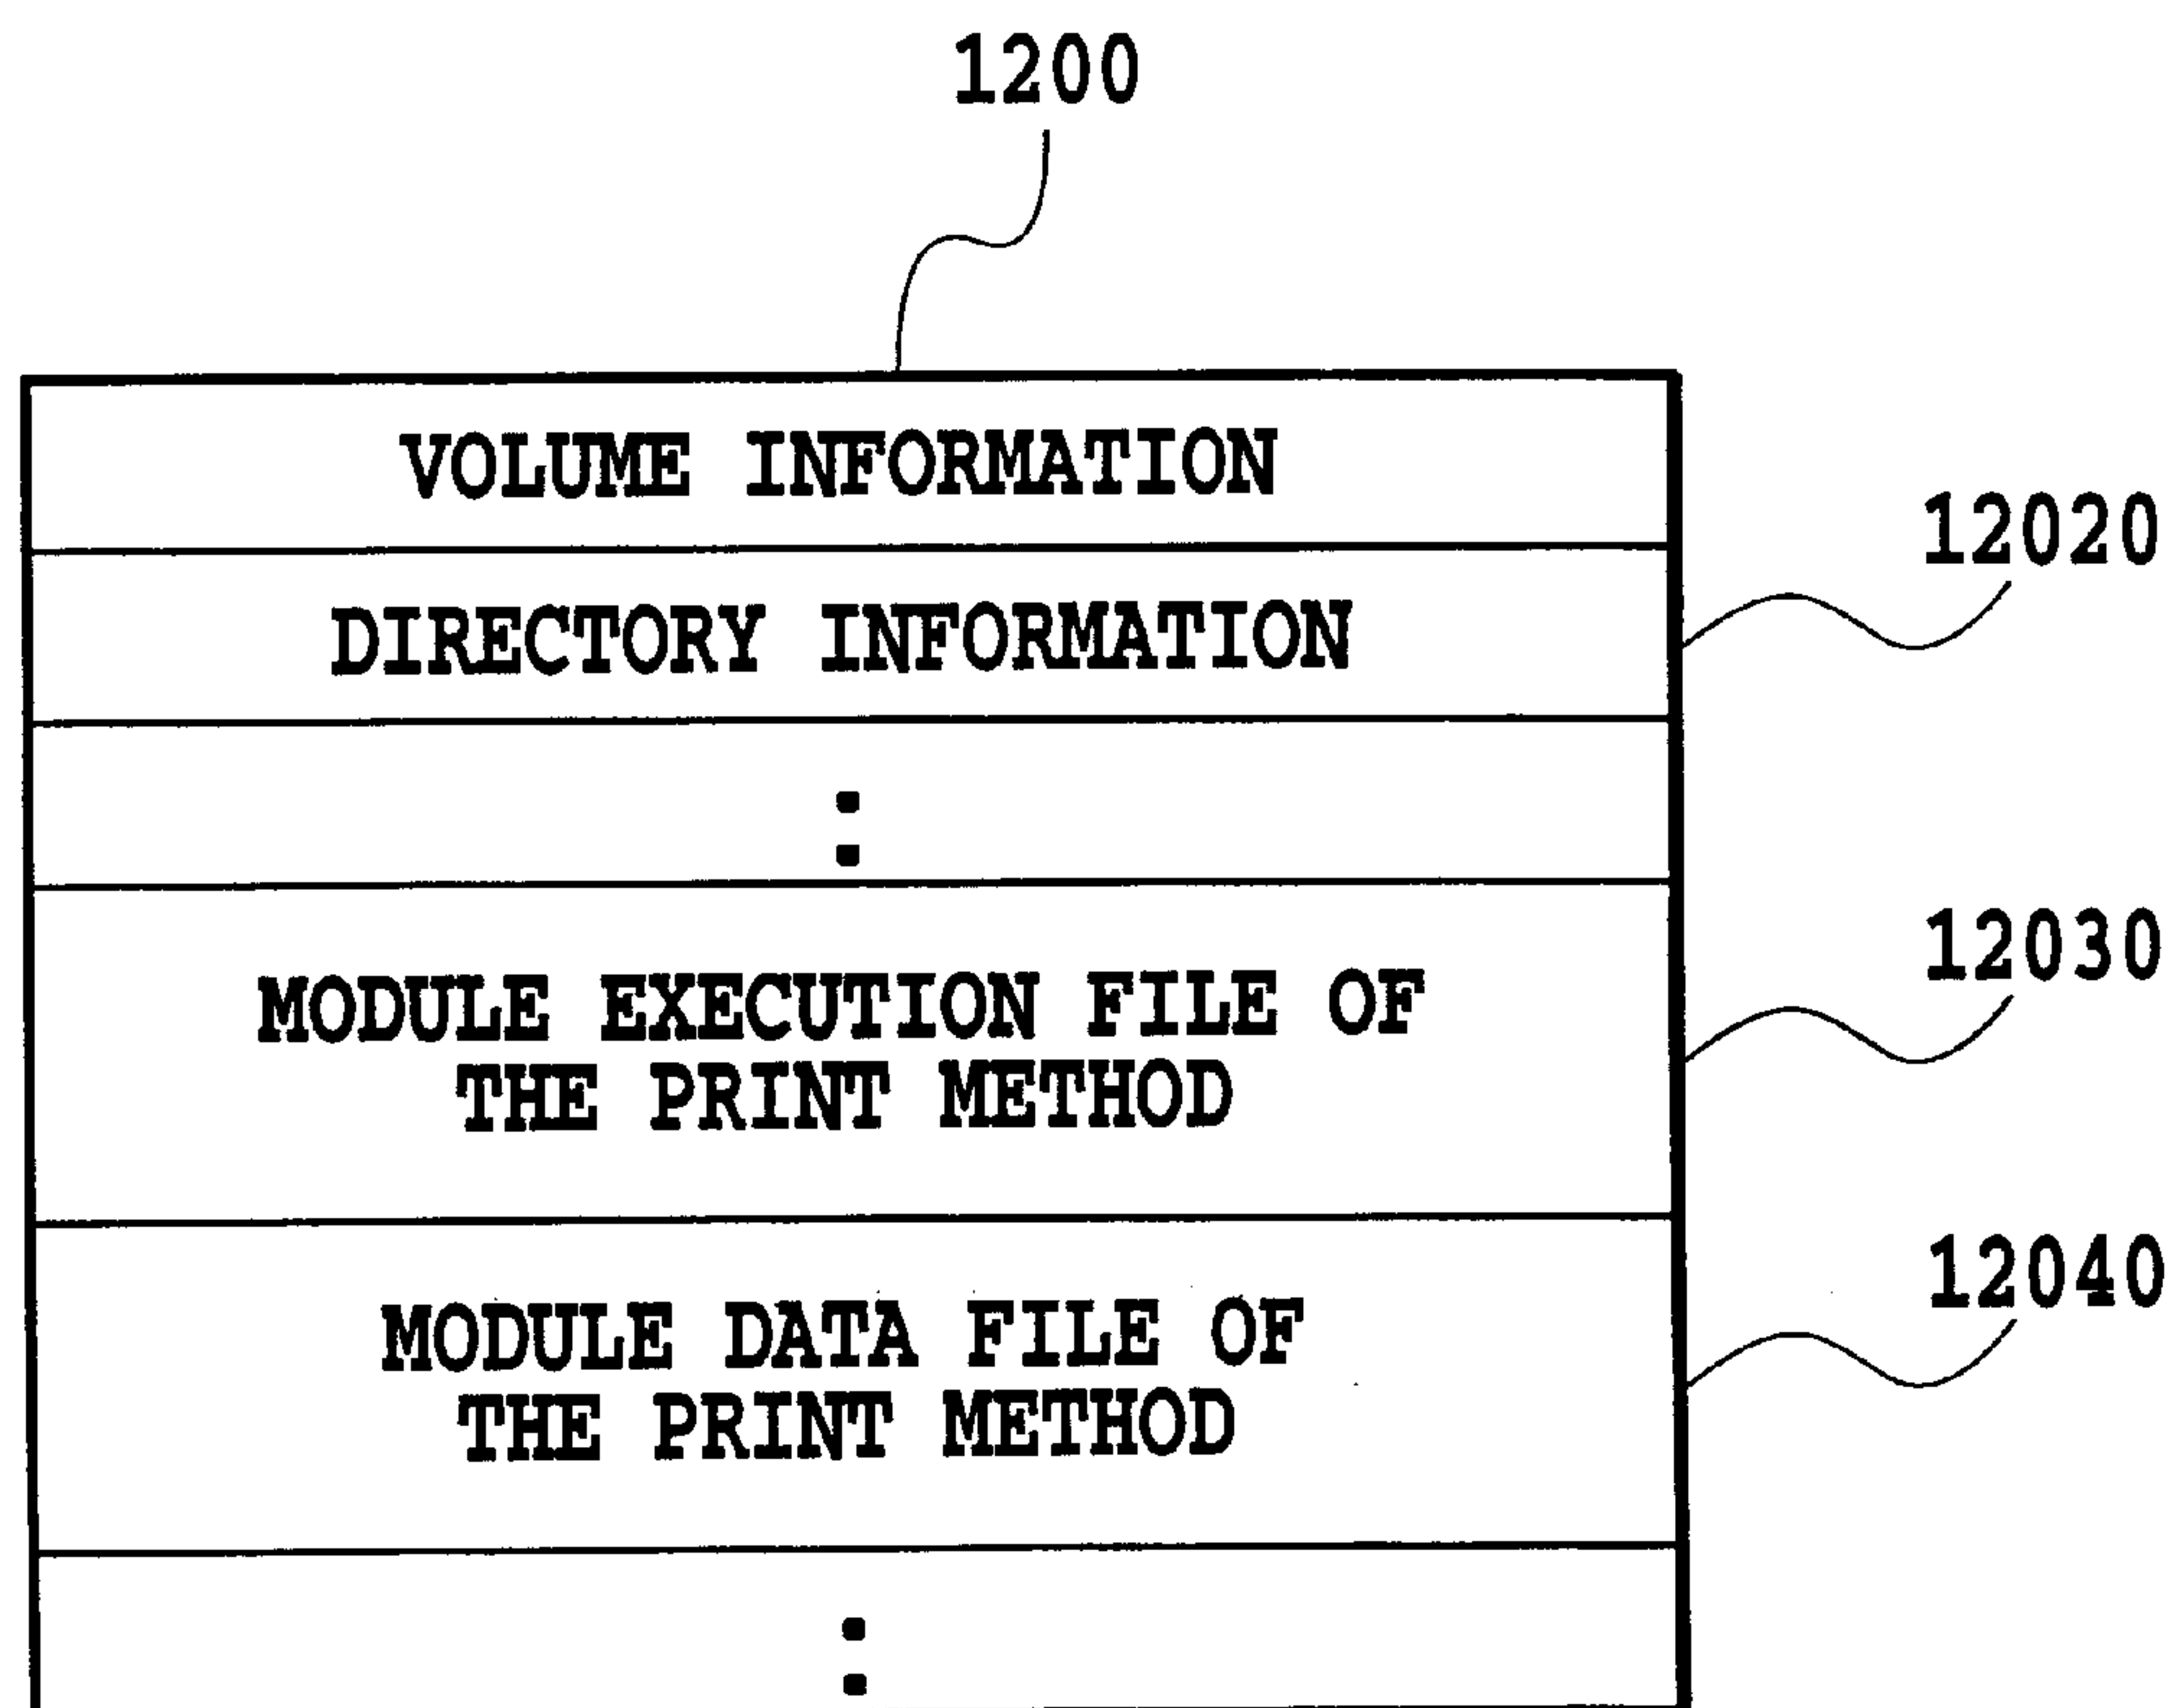 1200
VOLUME INFORMATION
12020
DIRECTORY INFORMATION
:
12030
MODULE EXECUTION FILE OF
THE PRINT METHOD
12040
MODULE DATA FILE OF
THE PRINT METHOD
: